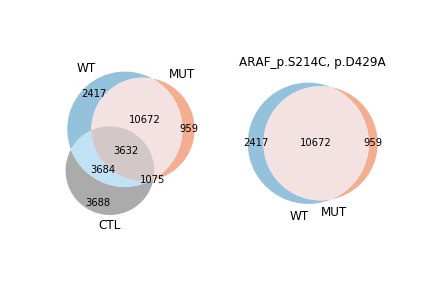 WT
MUT
2417
10672
959
3632
3684
1075
3688
CTL
ARAF_p.S214C, p.D429A
2417
10672
959
WT
MUT